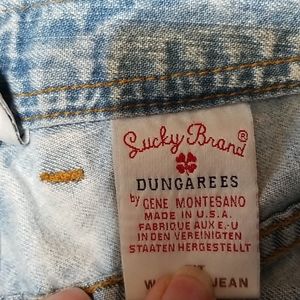 Lucky Brand®
DUNGAREES
by GENE MONTESANO
MADE IN U.S.A.
FABRIQUE AUX E.-U
IN DEN VEREINIGTEN
STAATEN HERGESTELLT
JEAN